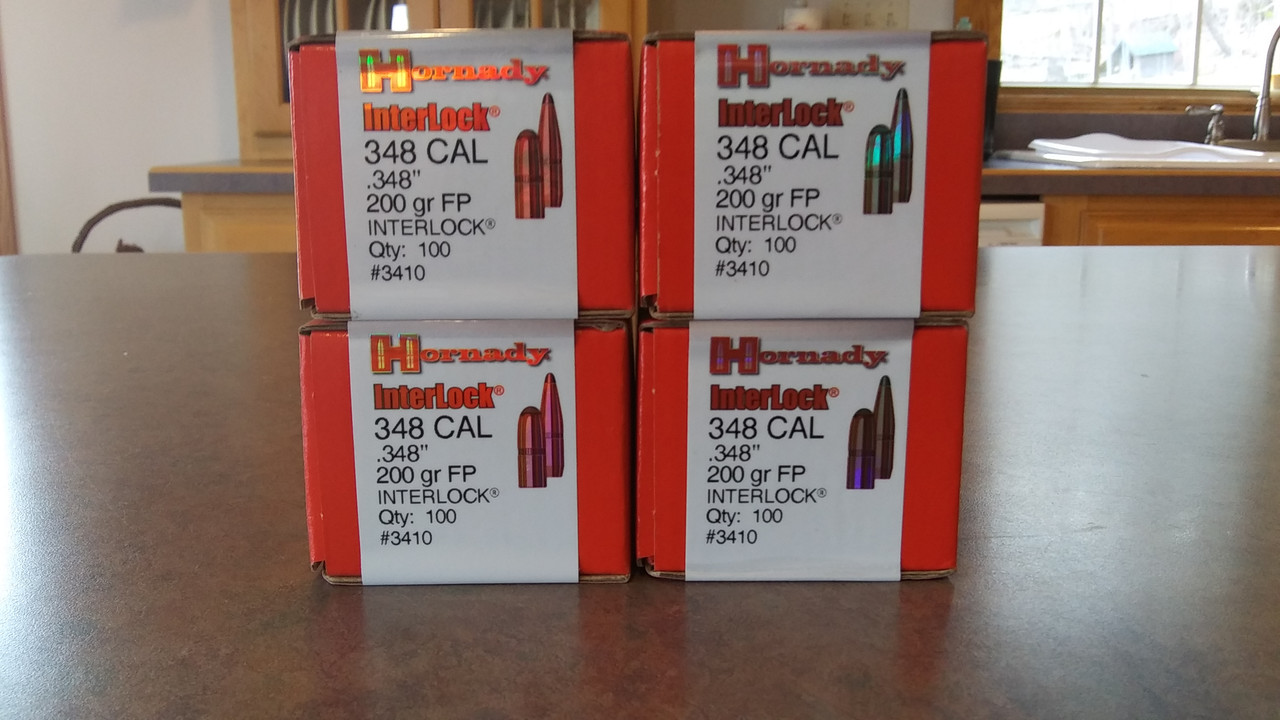 Hornady
InterLock®
348 CAL
.348"
200 gr FP
INTERLOCK®
Qty: 100
#3410
Hornady
InterLock®
348 CAL
.348"
200 gr FP
INTERLOCK®
Qty: 100
#3410
Hornady
InterLock®
348 CAL
.348"
200 gr FP
INTERLOCK®
Qty: 100
#3410
Hornady
InterLock®
348 CAL
.348"
200 gr FP
INTERLOCK®
Qty: 100
#3410